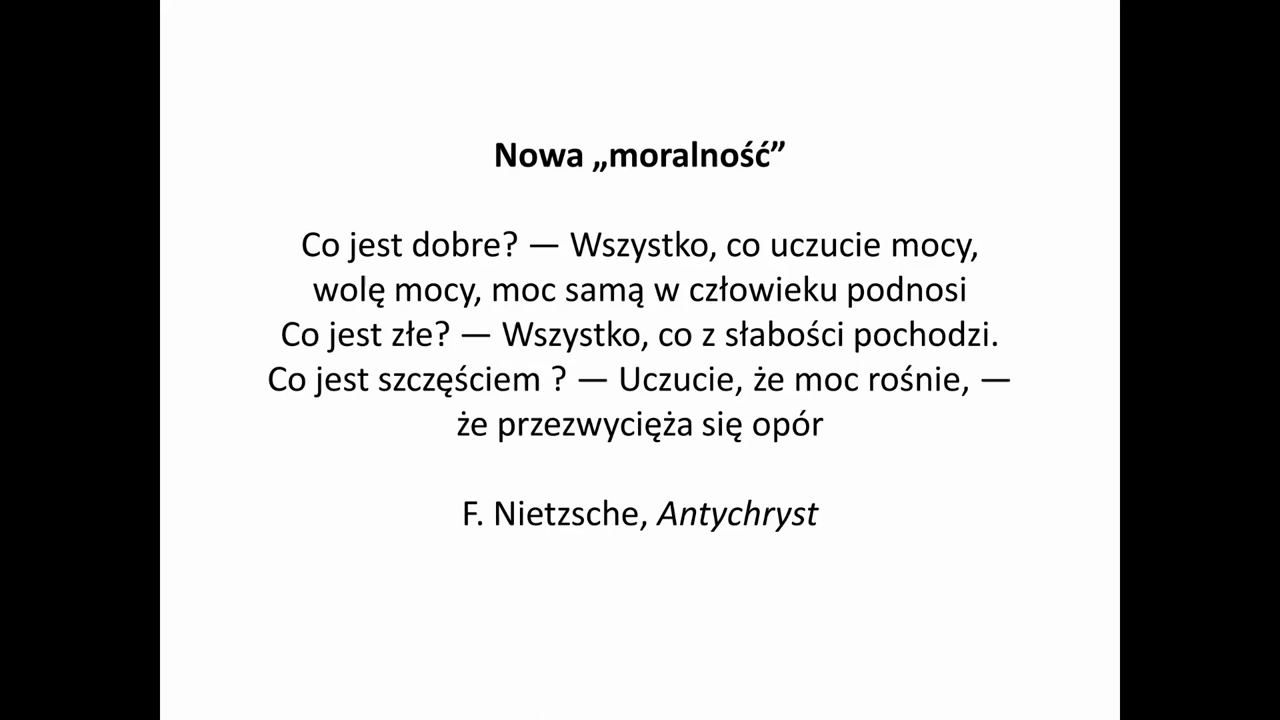 Nowa „moralność”
Co jest dobre? — Wszystko, co uczucie mocy,
wolę mocy, moc samą w człowieku podnosi
Co jest złe? — Wszystko, co z słabości pochodzi.
Co jest szczęściem ? — Uczucie, że moc rośnie, —
że przezwycięża się opór
F. Nietzsche, Antychryst